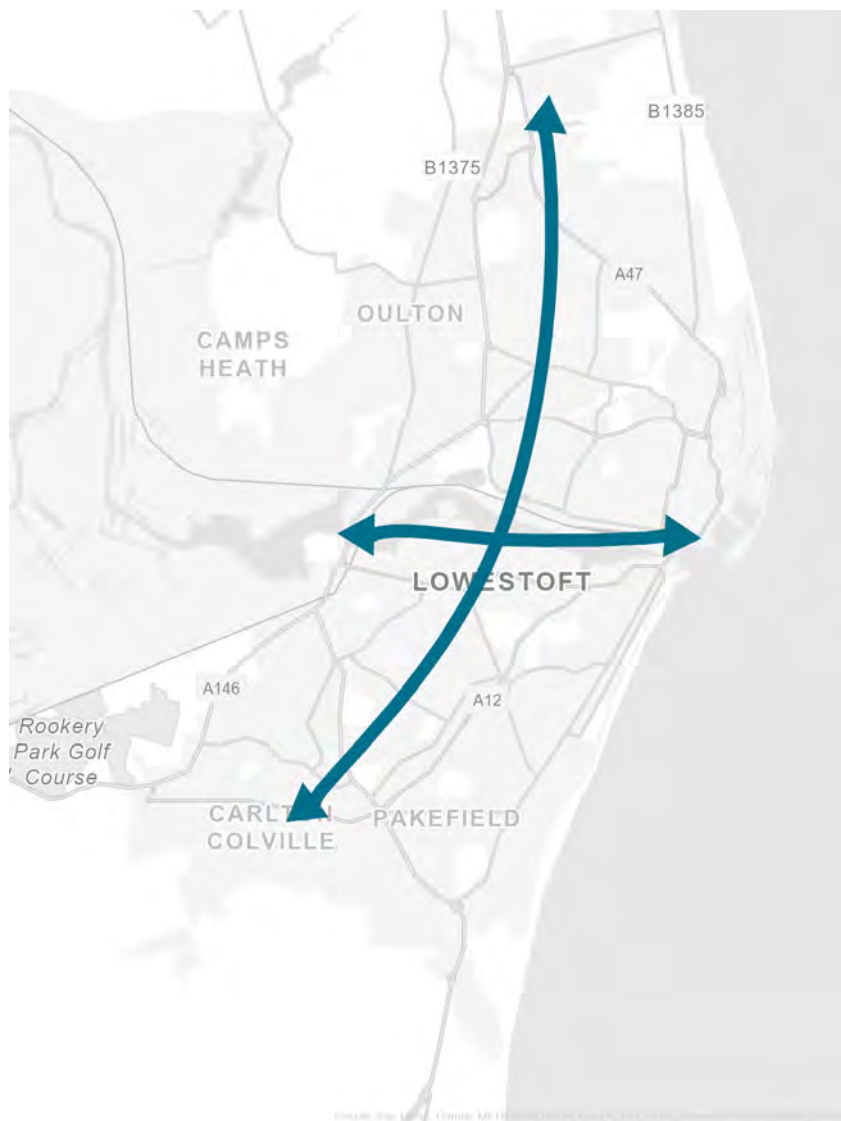 B1385
B1375
A47
OULTON
CAMPS
HEATH
LOWESTOFT
A146
A12
Rookery
Park Golf
Course
CARLTON
COLVILLE
PAKEFIELD